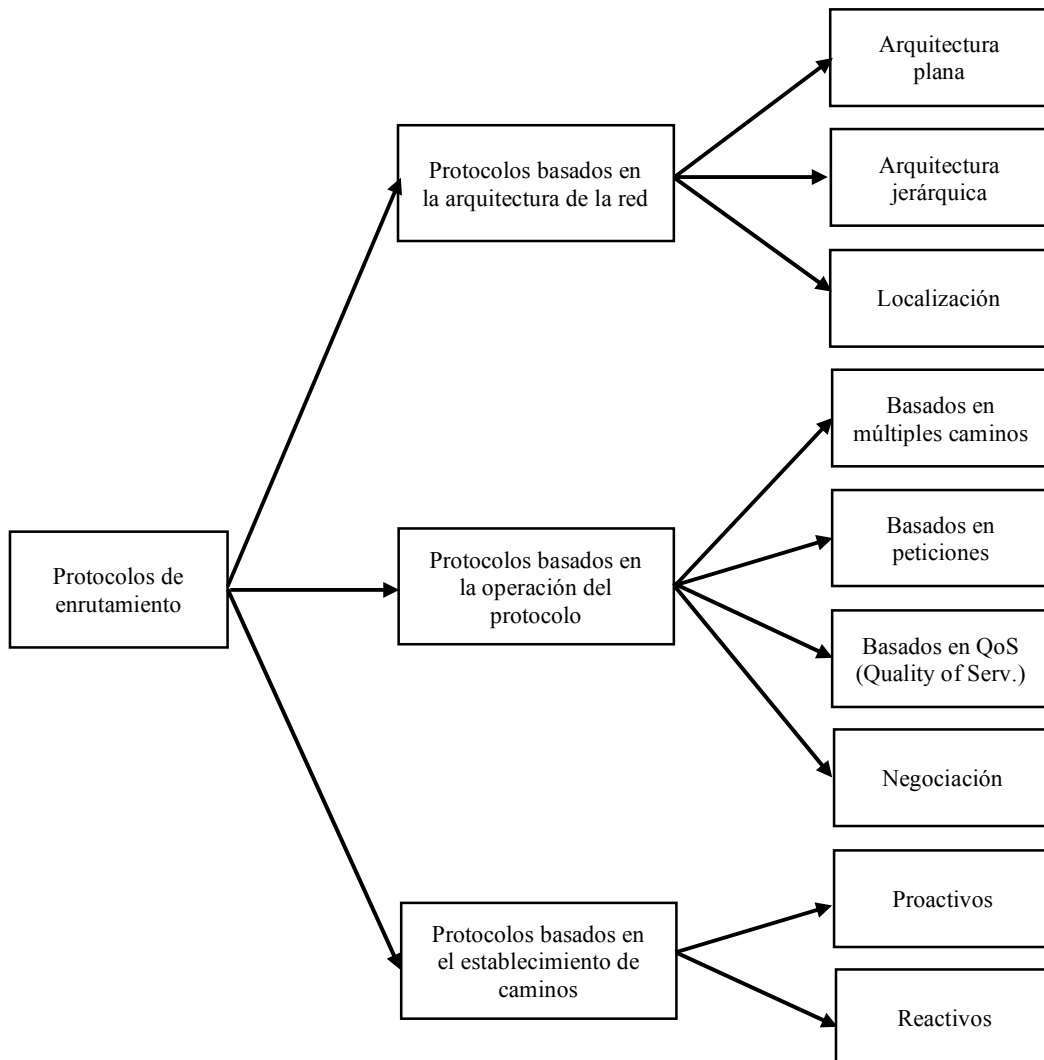 Protocolos de
enrutamiento
Protocolos basados en
la arquitectura de la red
Arquitectura
plana
Arquitectura
jerárquica
Localización
Protocolos basados en
la operación del
protocolo
Basados en
múltiples caminos
Basados en
peticiones
Basados en QoS
(Quality of Serv.)
Negociación
Protocolos basados en
el establecimiento de
caminos
Proactivos
Reactivos